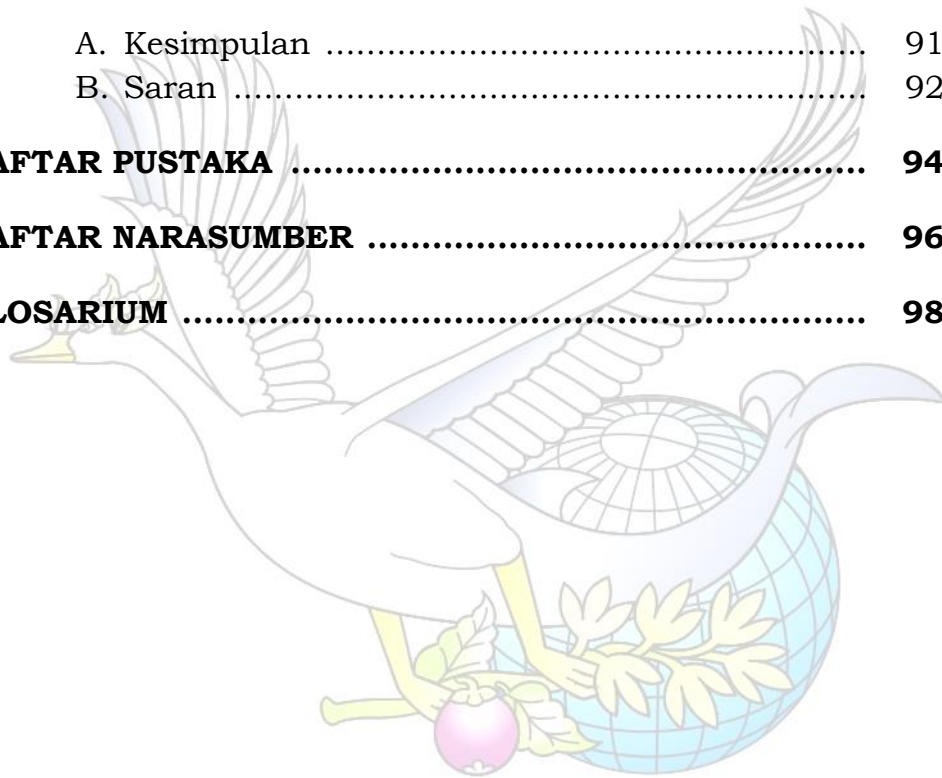 A. Kesimpulan ..................................................... 91
B. Saran .............................................................. 92
AFTAR PUSTAKA ..................................................... 94
AFTAR NARASUMBER .............................................. 96
LOSARIUM ............................................................... 98